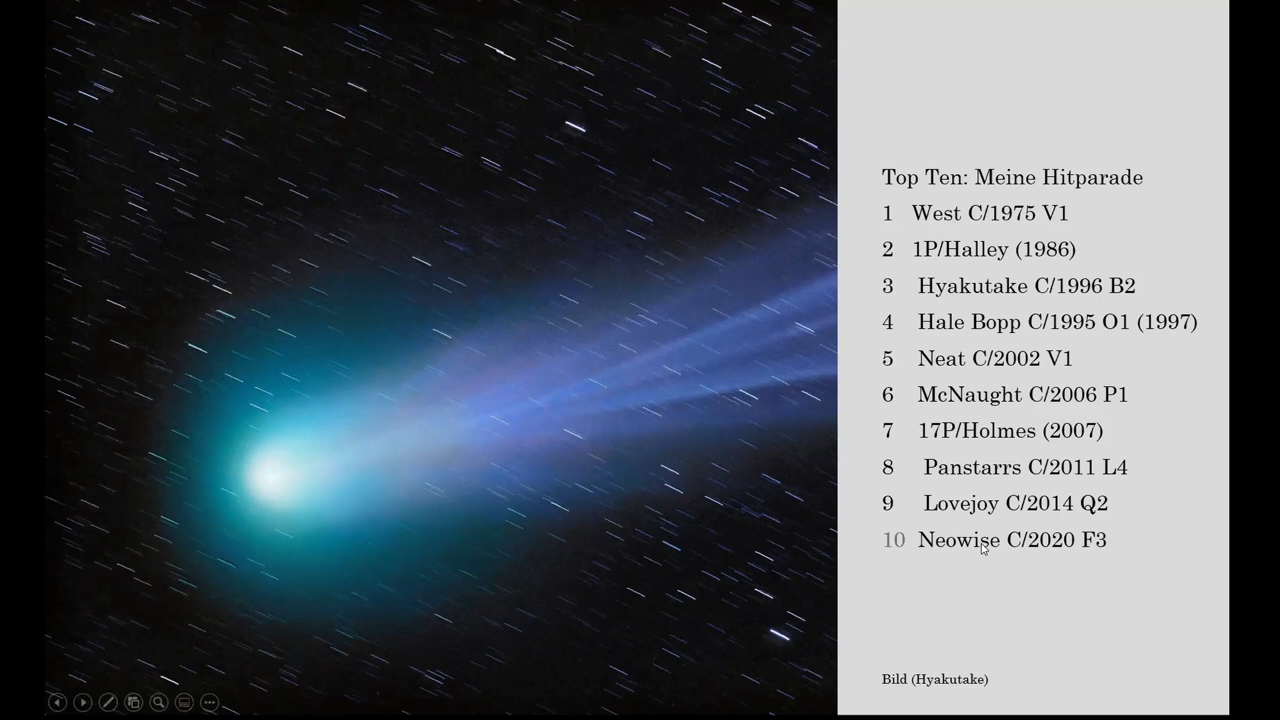 Top Ten: Meine Hitparade
1 West C/1975 V1
2 1P/Halley (1986)
3 Hyakutake C/1996 B2
4 Hale Bopp C/1995 O1 (1997)
5 Neat C/2002 V1
6 McNaught C/2006 P1
7 17P/Holmes (2007)
8 Panstarrs C/2011 L4
9 Lovejoy C/2014 Q2
10 Neowise C/2020 F3
Bild (Hyakutake)